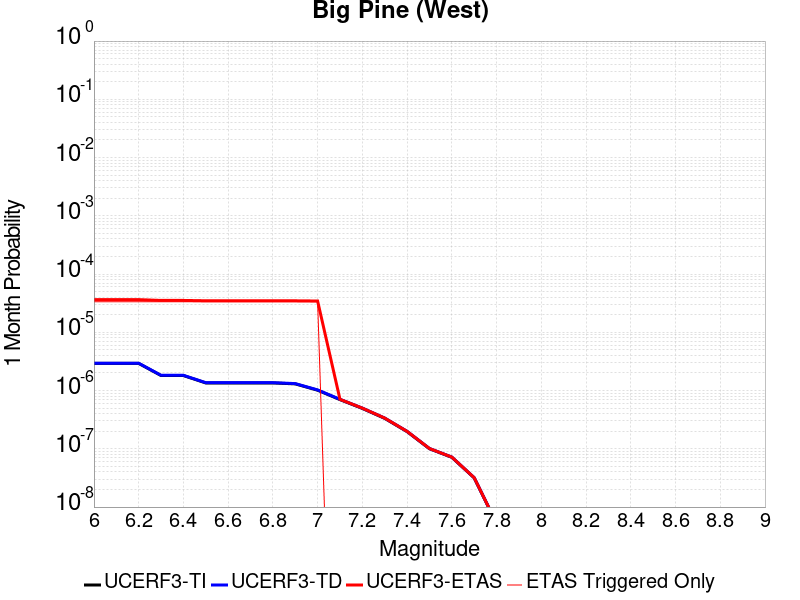 Big Pine (West)
1 Month Probability
10^0
10^-1
10^-2
10^-3
10^-4
10^-5
10^-6
10^-7
10^-8
6 6.2 6.4 6.6 6.8 7 7.2 7.4 7.6 7.8 8 8.2 8.4 8.6 8.8 9
Magnitude
UCERF3-TI UCERF3-TD UCERF3-ETAS ETAS Triggered Only